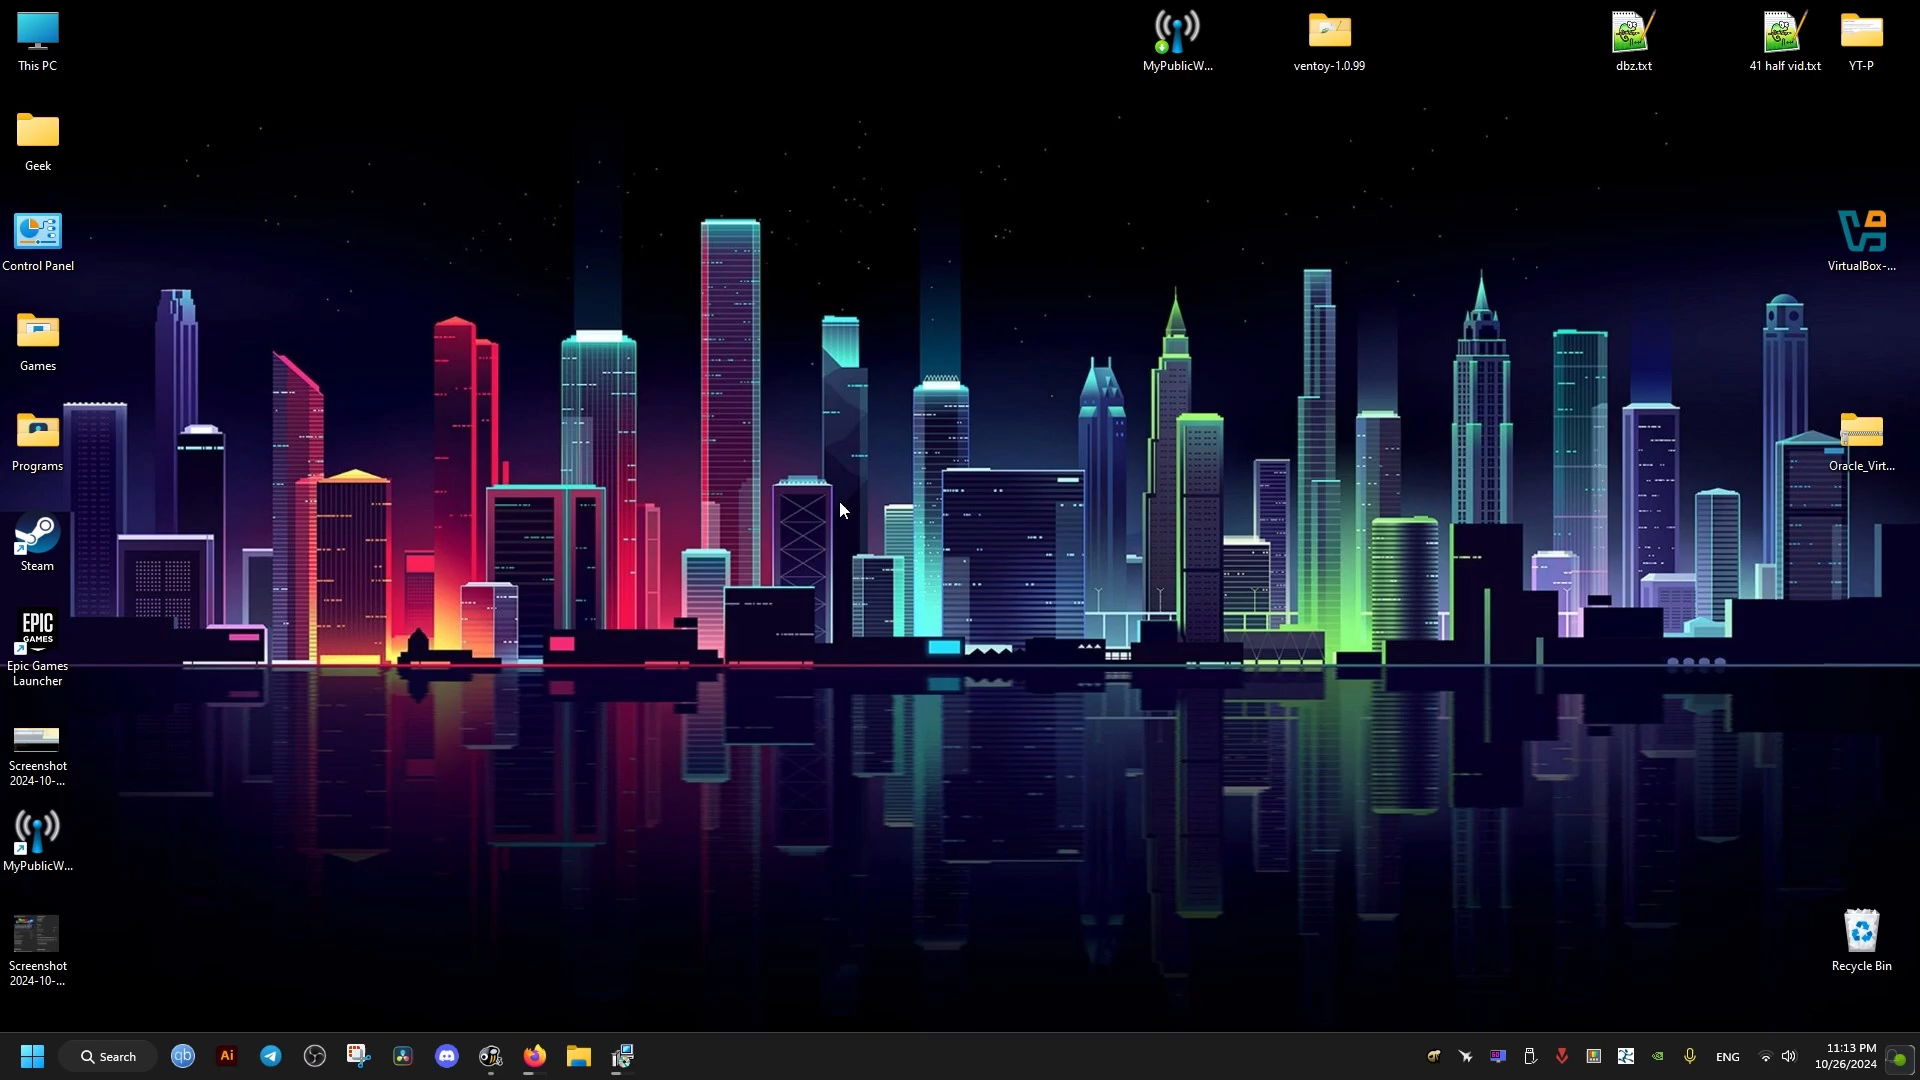 This PC
MyPublicW...
ventoy-1.0.99
dbz.txt
41 half vid.txt
YT-P
Geek
Control Panel
VirtualBox-...
Games
Programs
Oracle_Virt...
Steam
EPIC
GAMES
Epic Games
Launcher
Screenshot
2024-10-...
MyPublicW...
Screenshot
2024-10-...
Recycle Bin
Search
qb
Ai
60
ENG
11:13 PM
10/26/2024